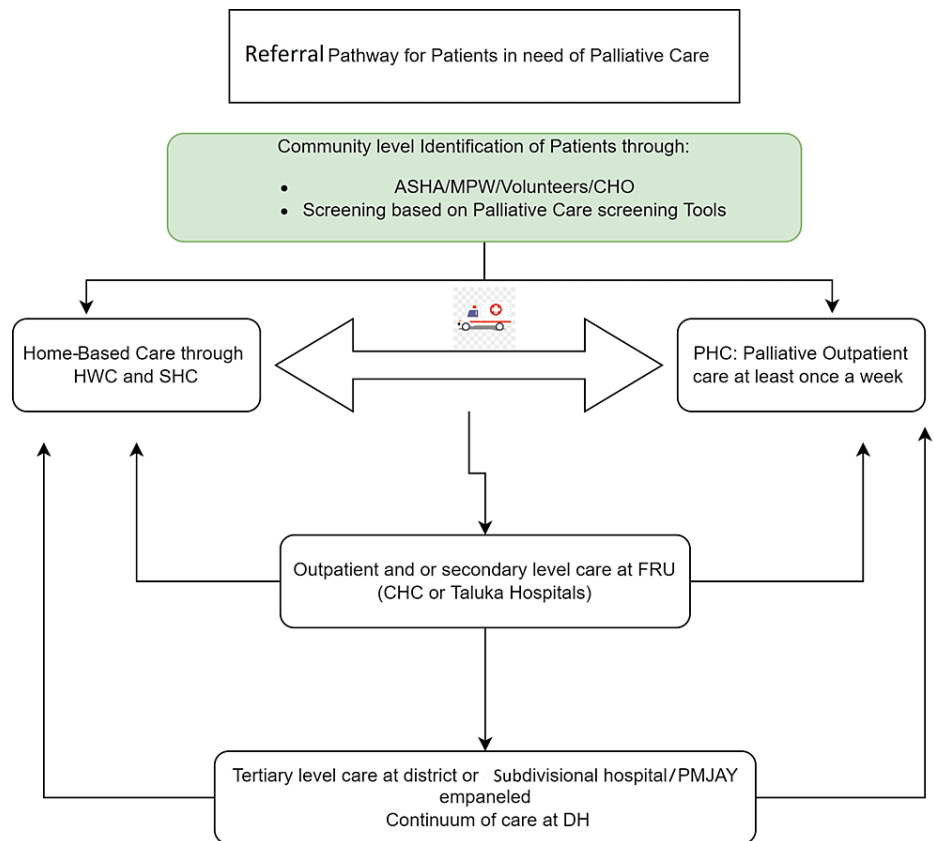 Referral Pathway for Patients in need of Palliative Care
Community level Identification of Patients through:
• ASHA/MPW/Volunteers/CHO
• Screening based on Palliative Care screening Tools
Home-Based Care through
HWC and SHC
PHC: Palliative Outpatient
care at least once a week
Outpatient and or secondary level care at FRU
(CHC or Taluka Hospitals)
Tertiary level care at district or Subdivisional hospital/PMJAY
empaneled
Continuum of care at DH